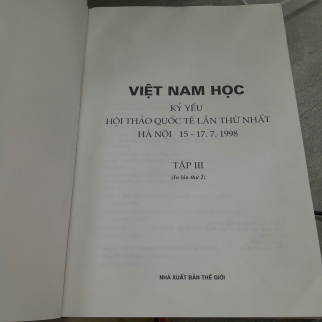 VIỆT NAM HỌC
KỶ YẾU
HỘI THẢO QUỐC TẾ LẦN THỨ NHẤT
HÀ NỘI 15 - 17. 7. 1998
TẬP III
(In lần thứ 2)
NHÀ XUẤT BẢN THẾ GIỚI